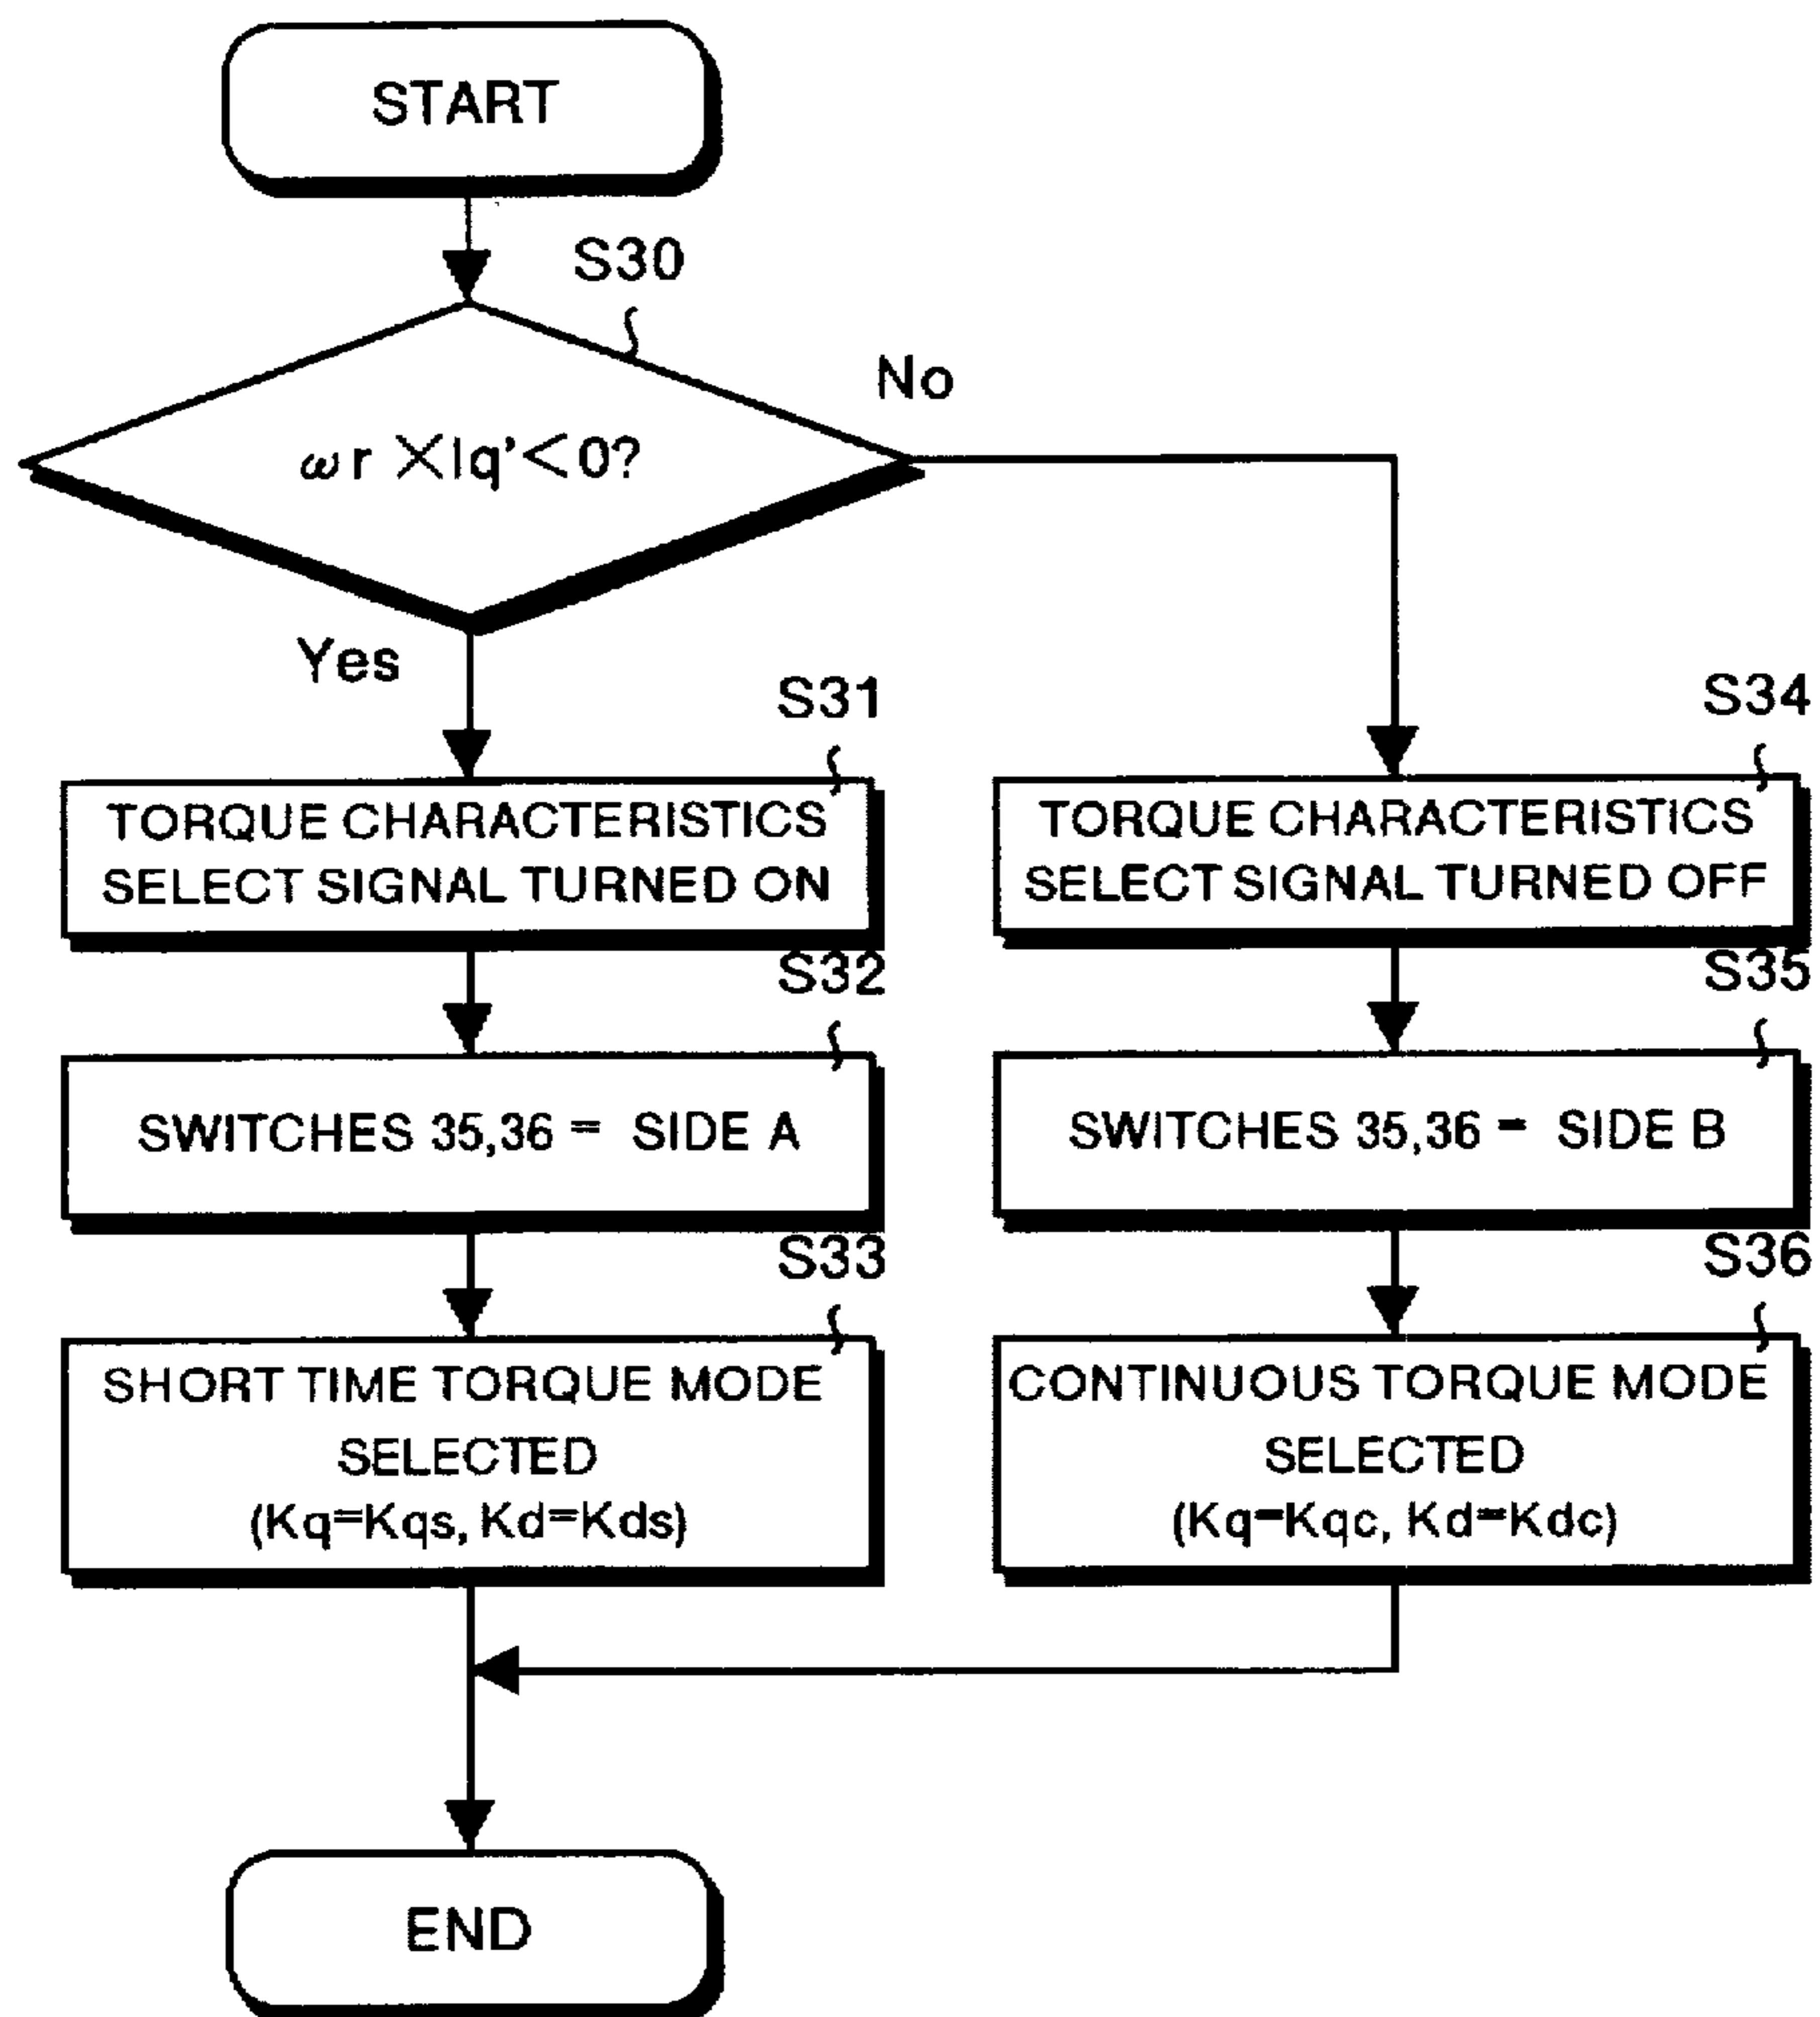 START
S30
No
ωr ×Iq'<0?
Yes
S31
TORQUE CHARACTERISTICS
SELECT SIGNAL TURNED ON
S32
SWITCHES 35,36 = SIDE A
S33
SHORT TIME TORQUE MODE
SELECTED
(Kq=Kqs, Kd=Kds)
S34
TORQUE CHARACTERISTICS
SELECT SIGNAL TURNED OFF
S35
SWITCHES 35,36 = SIDE B
S36
CONTINUOUS TORQUE MODE
SELECTED
(Kq=Kqc, Kd=Kdc)
END